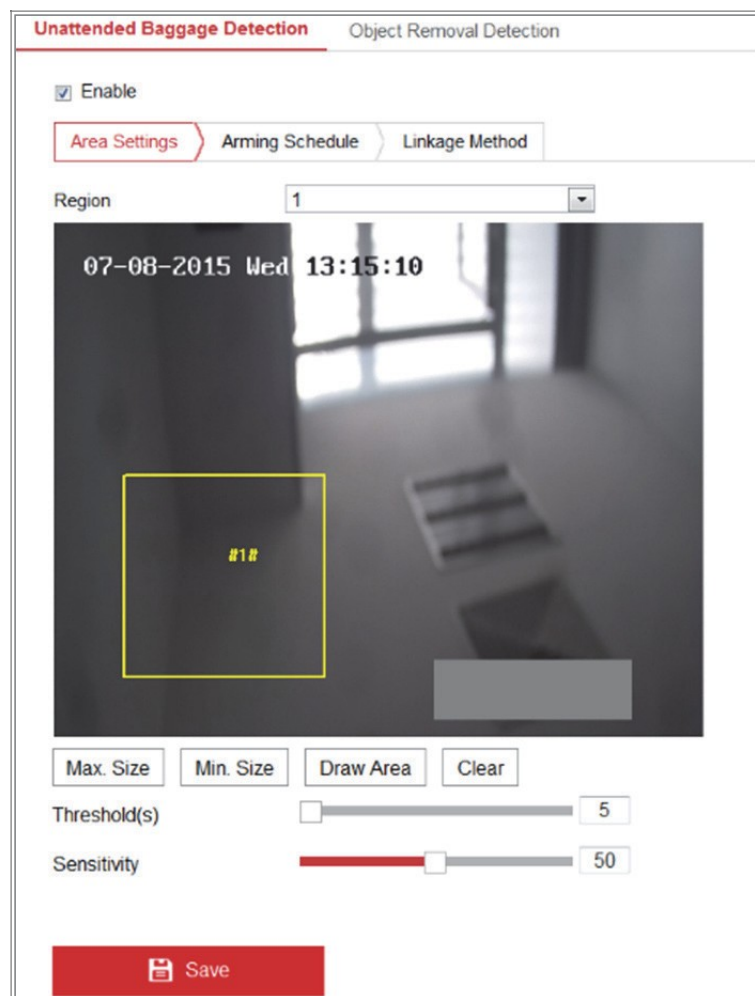 Unattended Baggage Detection Object Removal Detection
Enable
Area Settings Arming Schedule Linkage Method
Region 1
07-08-2015 Wed 13:15:10
#1#
Max. Size Min. Size Draw Area Clear
Threshold(s) 5
Sensitivity 50
Save